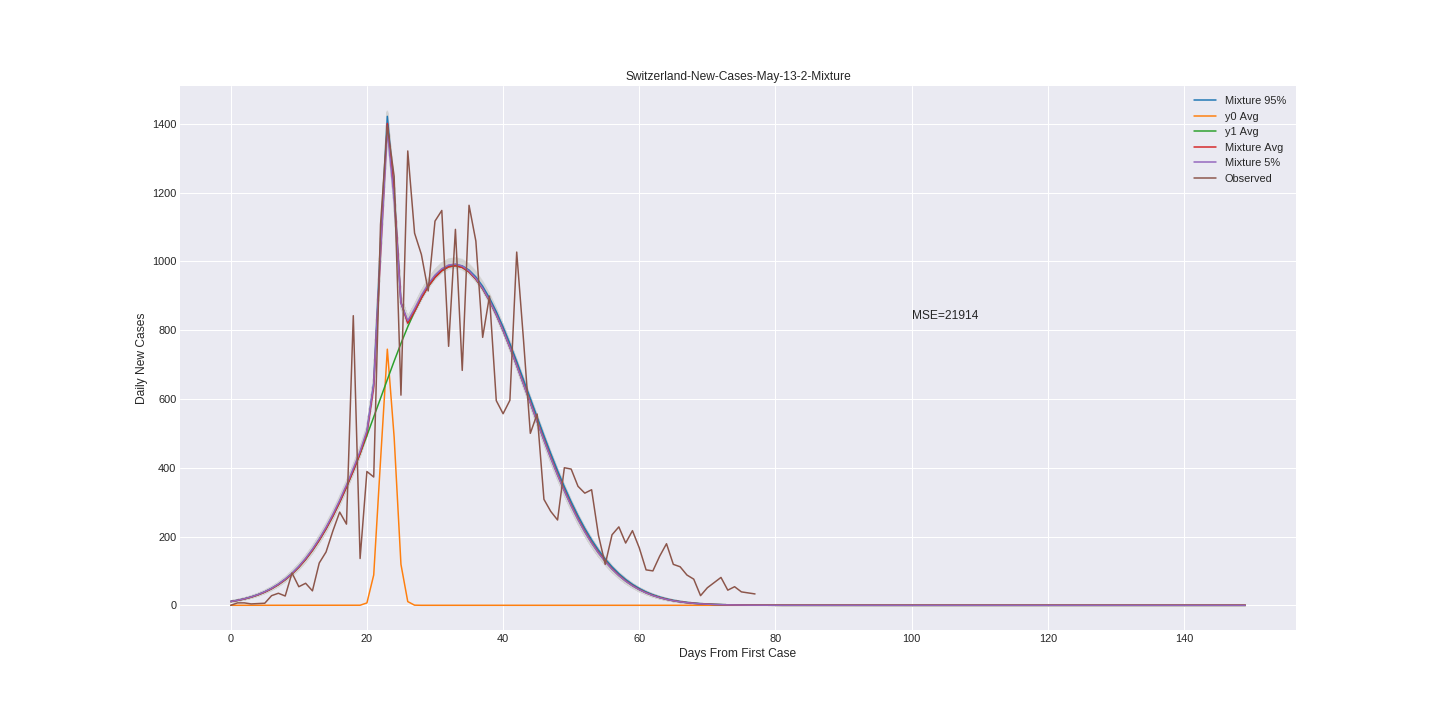 Switzerland-New-Cases-May-13-2-Mixture
Mixture 95%
y0 Avg
y1 Avg
Mixture Avg
Mixture 5%
Observed
Daily New Cases
1400
1200
1000
800
600
400
200
0
MSE=21914
0 20 40 60 80 100 120 140
Days From First Case